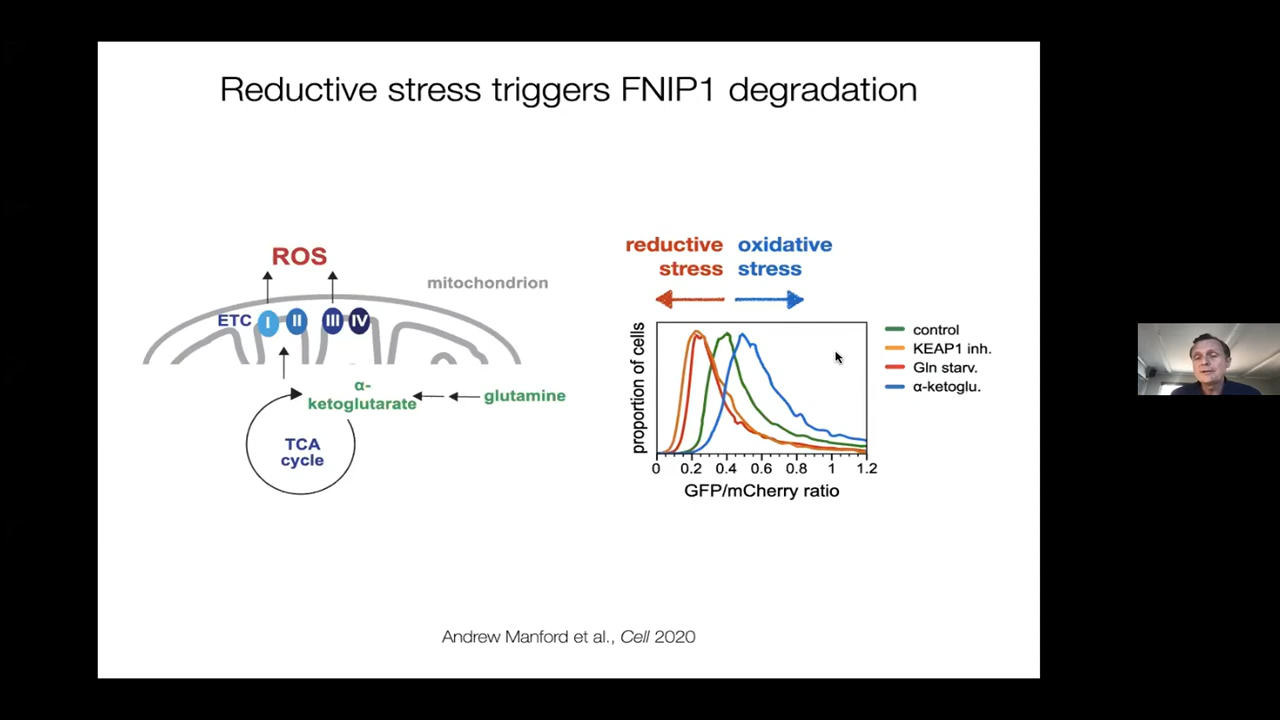 Reductive stress triggers FNIP1 degradation
ROS
mitochondrion
ETC I II III IV
α-
ketoglutarate
glutamine
TCA
cycle
reductive
stress
oxidative
stress
proportion of cells
0 0.2 0.4 0.6 0.8 1 1.2
GFP/mCherry ratio
control
KEAP1 inh.
Gln starv.
α-ketoglu.
Andrew Manford et al., Cell 2020